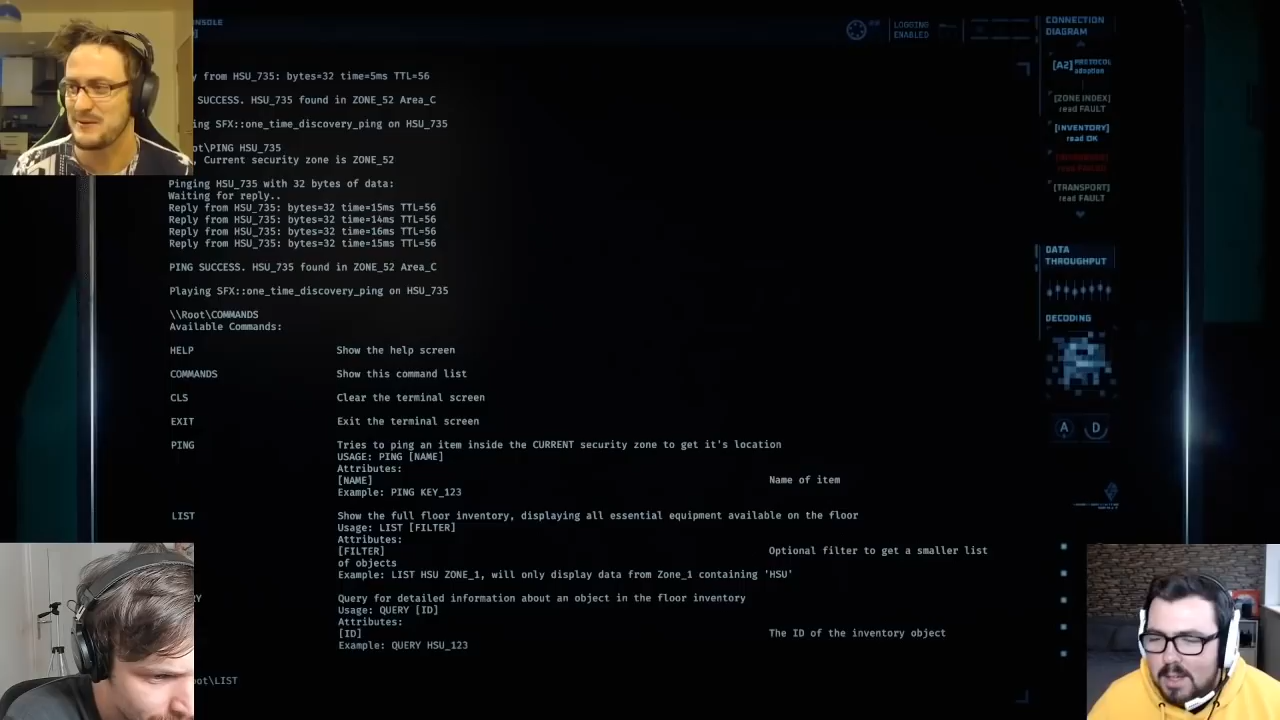 ONSOLE
LOGGING
ENABLED
y from HSU_735: bytes=32 time=5ms TTL=56
SUCCESS. HSU_735 found in ZONE_52 Area_C
ng SFX::one_time_discovery_ping on HSU_735
ot\PING HSU_735
, Current security zone is ZONE_52
Pinging HSU_735 with 32 bytes of data:
Waiting for reply..
Reply from HSU_735: bytes=32 time=15ms TTL=56
Reply from HSU_735: bytes=32 time=14ms TTL=56
Reply from HSU_735: bytes=32 time=16ms TTL=56
Reply from HSU_735: bytes=32 time=15ms TTL=56
PING SUCCESS. HSU_735 found in ZONE_52 Area_C
Playing SFX::one_time_discovery_ping on HSU_735
\\Root\COMMANDS
Available Commands:
HELP Show the help screen
COMMANDS Show this command list
CLS Clear the terminal screen
EXIT Exit the terminal screen
PING Tries to ping an item inside the CURRENT security zone to get it's location
USAGE: PING [NAME]
Attributes:
[NAME] Name of item
Example: PING KEY_123
LIST Show the full floor inventory, displaying all essential equipment available on the floor
Usage: LIST [FILTER]
Attributes:
[FILTER] Optional filter to get a smaller list
of objects
Example: LIST HSU ZONE_1, will only display data from Zone_1 containing 'HSU'
RY Query for detailed information about an object in the floor inventory
Usage: QUERY [ID]
Attributes:
[ID] The ID of the inventory object
Example: QUERY HSU_123
ot\LIST
CONNECTION
DIAGRAM
[A2] PROTOCOL
adoption
[ZONE INDEX]
read FAULT
[INVENTORY]
read OK
read FAILED
[TRANSPORT]
read FAULT
DATA
THROUGHPUT
DECODING
A D